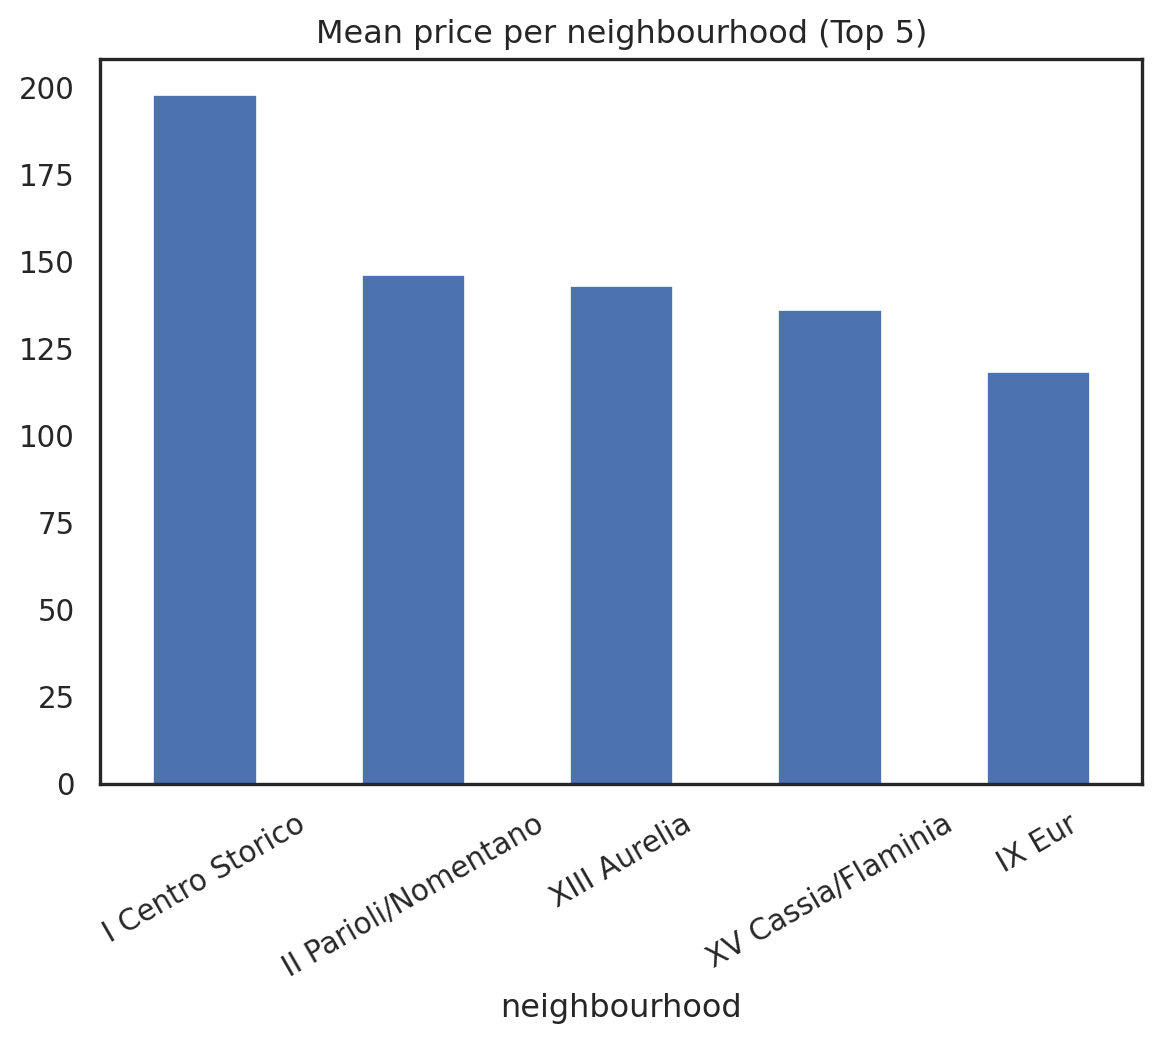 Mean price per neighbourhood (Top 5)
200
175
150
125
100
75
50
25
0
I Centro Storico
II Parioli/Nomentano
XIII Aurelia
XV Cassia/Flaminia
IX Eur
neighbourhood